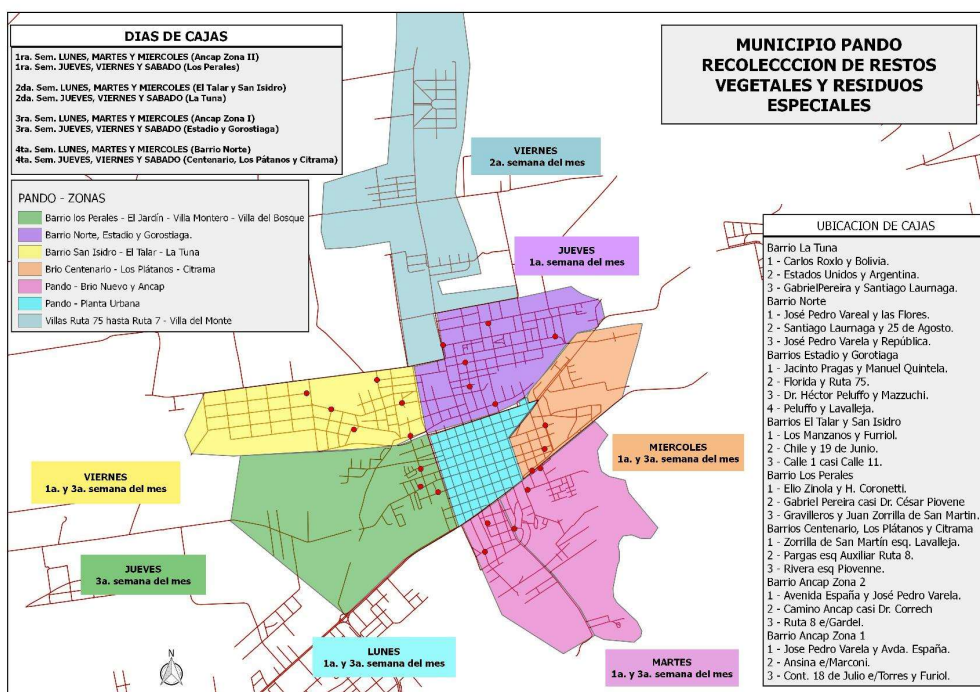 DIAS DE CAJAS
1ra. Sem. LUNES, MARTES Y MIERCOLES (Ancap Zona II)
1ra. Sem. JUEVES, VIERNES Y SABADO (Los Perales)
2da. Sem. LUNES, MARTES Y MIERCOLES (El Talar y San Isidro)
2da. Sem. JUEVES, VIERNES Y SABADO (La Tuna)
3ra. Sem. LUNES, MARTES Y MIERCOLES (Ancap Zona I)
3ra. Sem. JUEVES, VIERNES Y SABADO (Estadio y Gorostiaga)
4ta. Sem. LUNES, MARTES Y MIERCOLES (Barrio Norte)
4ta. Sem. JUEVES, VIERNES Y SABADO (Centenario, Los Pátanos y Citrama)
MUNICIPIO PANDO
RECOLECCCION DE RESTOS
VEGETALES Y RESIDUOS
ESPECIALES
PANDO - ZONAS
Barrio los Perales - El Jardín - Villa Montero - Villa del Bosque
Barrio Norte, Estadio y Gorostiaga.
Barrio San Isidro - El Talar - La Tuna
Brio Centenario - Los Plátanos - Citrama
Pando - Brio Nuevo y Ancap
Pando - Planta Urbana
Villas Ruta 75 hasta Ruta 7 - Villa del Monte
VIERNES
2a. semana del mes
JUEVES
1a. semana del mes
MIERCOLES
1a. y 3a. semana del mes
VIERNES
1a. y 3a. semana del mes
JUEVES
3a. semana del mes
LUNES
1a. y 3a. semana del mes
MARTES
1a. y 3a. semana del mes
N
UBICACION DE CAJAS
Barrio La Tuna
1 - Carlos Roxlo y Bolivia.
2 - Estados Unidos y Argentina.
3 - GabrielPereira y Santiago Laurnaga.
Barrio Norte
1 - José Pedro Vareal y las Flores.
2 - Santiago Laurnaga y 25 de Agosto.
3 - José Pedro Varela y República.
Barrios Estadio y Gorotiaga
1 - Jacinto Pragas y Manuel Quintela.
2 - Florida y Ruta 75.
3 - Dr. Héctor Peluffo y Mazzuchi.
4 - Peluffo y Lavalleja.
Barrios El Talar y San Isidro
1 - Los Manzanos y Furriol.
2 - Chile y 19 de Junio.
3 - Calle 1 casi Calle 11.
Barrio Los Perales
1 - Elio Zinola y H. Coronetti.
2 - Gabriel Pereira casi Dr. César Piovene
3 - Gravilleros y Juan Zorrilla de San Martin.
Barrios Centenario, Los Plátanos y Citrama
1 - Zorrilla de San Martín esq. Lavalleja.
2 - Pargas esq Auxiliar Ruta 8.
3 - Rivera esq Piovenne.
Barrio Ancap Zona 2
1 - Avenida España y José Pedro Varela.
2 - Camino Ancap casi Dr. Correch
3 - Ruta 8 e/Gardel.
Barrio Ancap Zona 1
1 - Jose Pedro Varela y Avda. España.
2 - Ansina e/Marconi.
3 - Cont. 18 de Julio e/Torres y Furiol.